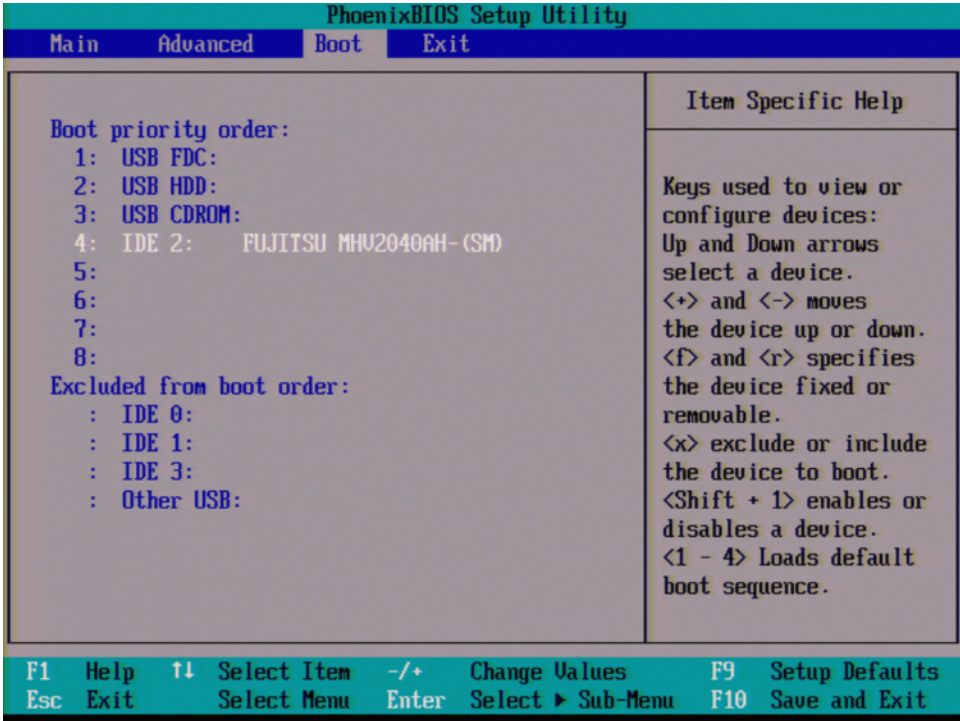 PhoenixBIOS Setup Utility
Main Advanced Boot Exit
Boot priority order:
1: USB FDC:
2: USB HDD:
3: USB CDROM:
4: IDE 2: FUJITSU MHV2040AH-(SM)
5:
6:
7:
8:
Excluded from boot order:
: IDE 0:
: IDE 1:
: IDE 3:
: Other USB:
Item Specific Help
Keys used to view or
configure devices:
Up and Down arrows
select a device.
<+> and <-> moves
the device up or down.
<f> and <r> specifies
the device fixed or
removable.
<x> exclude or include
the device to boot.
<Shift + 1> enables or
disables a device.
<1 - 4> Loads default
boot sequence.
F1 Help ↑↓ Select Item -/+ Change Values F9 Setup Defaults
Esc Exit Select Menu Enter Select ▶ Sub-Menu F10 Save and Exit